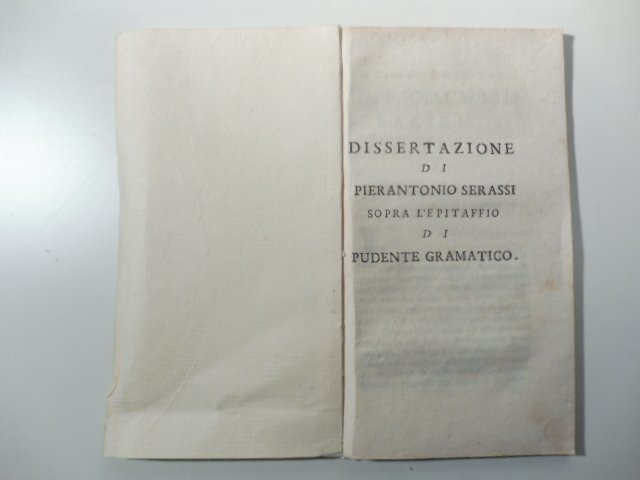 DISSERTAZIONE
DI
PIERANTONIO SERASSI
SOPRA L'EPITAFFIO
DI
PUDENTE GRAMATICO.